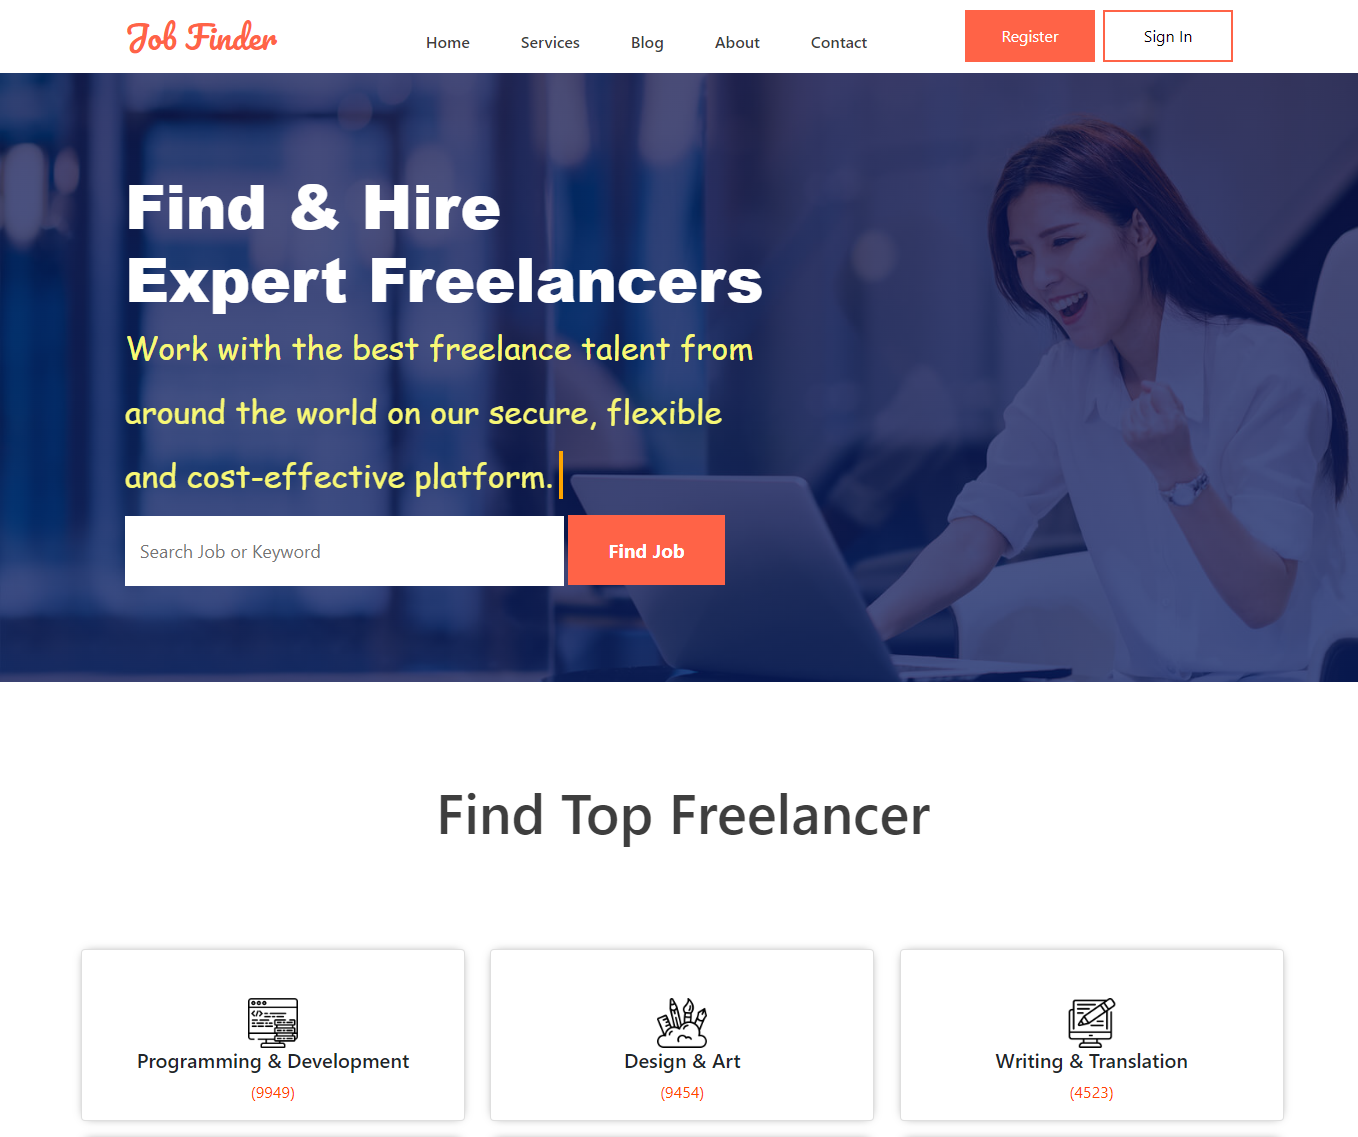 Job Finder
Home Services Blog About Contact
Register Sign In
Find & Hire
Expert Freelancers
Work with the best freelance talent from
around the world on our secure, flexible
and cost-effective platform.
Search Job or Keyword
Find Job
Find Top Freelancer
Programming & Development
(9949)
Design & Art
(9454)
Writing & Translation
(4523)